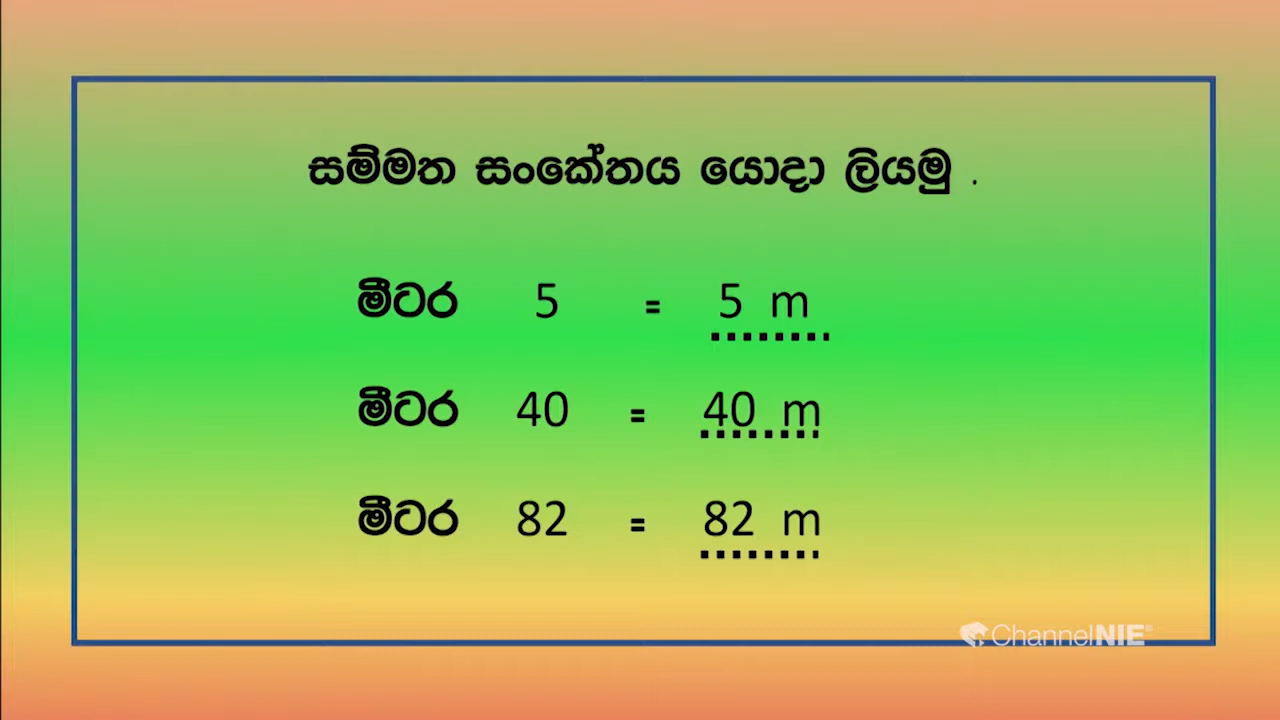 සම්මත සංකේතය යොදා ලියමු .
මීටර 5 = 5 m
මීටර 40 = 40 m
මීටර 82 = 82 m
ChannelNIE